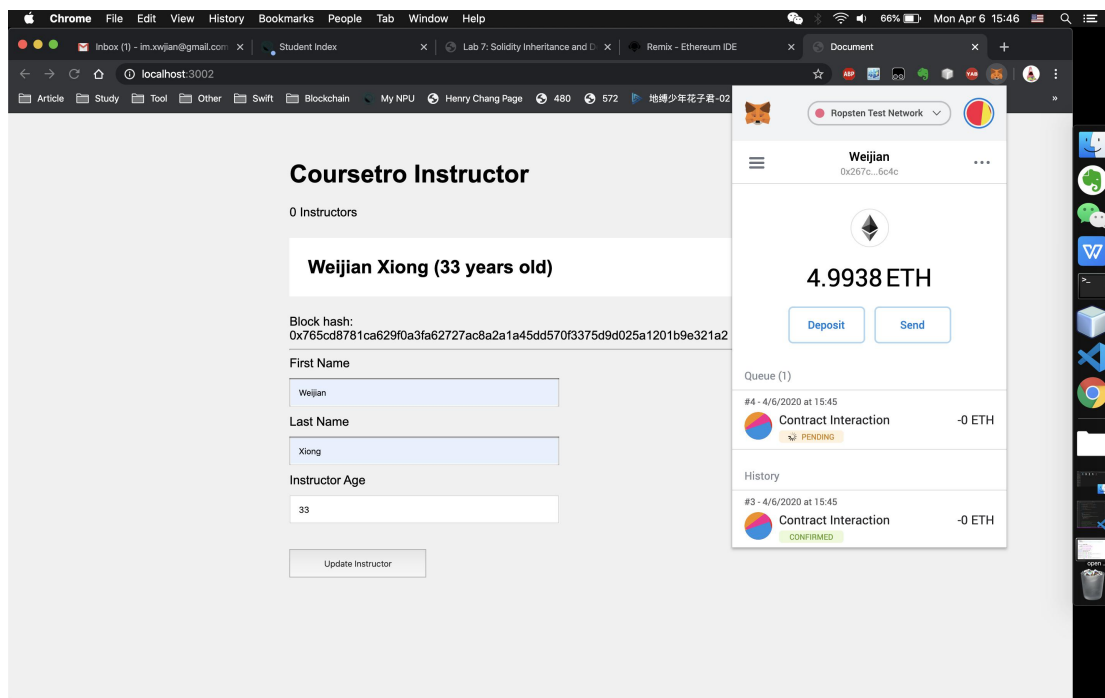 Chrome File Edit View History Bookmarks People Tab Window Help 66% Mon Apr 6 15:46
Inbox (1) - im.xwjian@gmail.com Student Index Lab 7: Solidity Inheritance and D Remix - Ethereum IDE Document
localhost:3002 ABP YAB
Article Study Tool Other Swift Blockchain My NPU Henry Chang Page 480 572 地缚少年花子君-02 »
Ropsten Test Network
Weijian
0x267c...6c4c
4.9938 ETH
Deposit Send
Queue (1)
#4 - 4/6/2020 at 15:45
Contract Interaction -0 ETH
PENDING
History
#3 - 4/6/2020 at 15:45
Contract Interaction -0 ETH
CONFIRMED
Coursetro Instructor
0 Instructors
Weijian Xiong (33 years old)
Block hash:
0x765cd8781ca629f0a3fa62727ac8a2a1a45dd570f3375d9d025a1201b9e321a2
First Name
Weijian
Last Name
Xiong
Instructor Age
33
Update Instructor
open